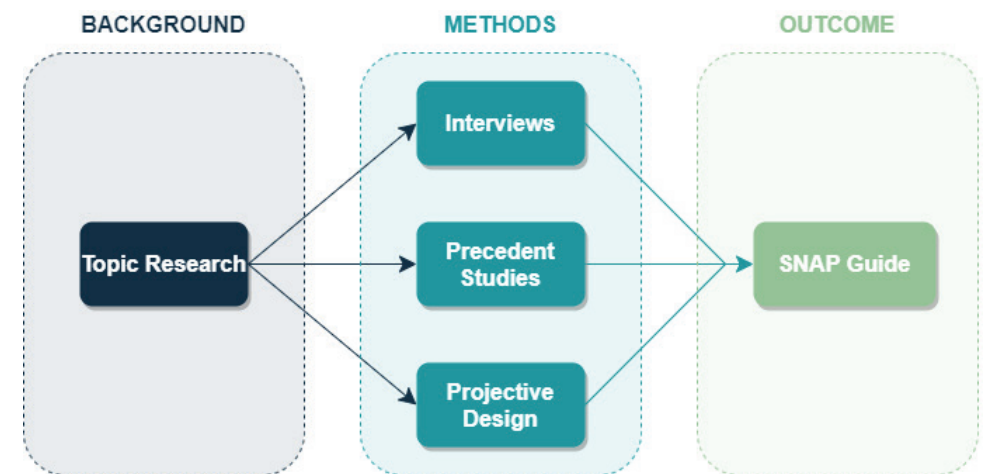 BACKGROUND
METHODS
OUTCOME
Topic Research
Interviews
Precedent
Studies
Projective
Design
SNAP Guide